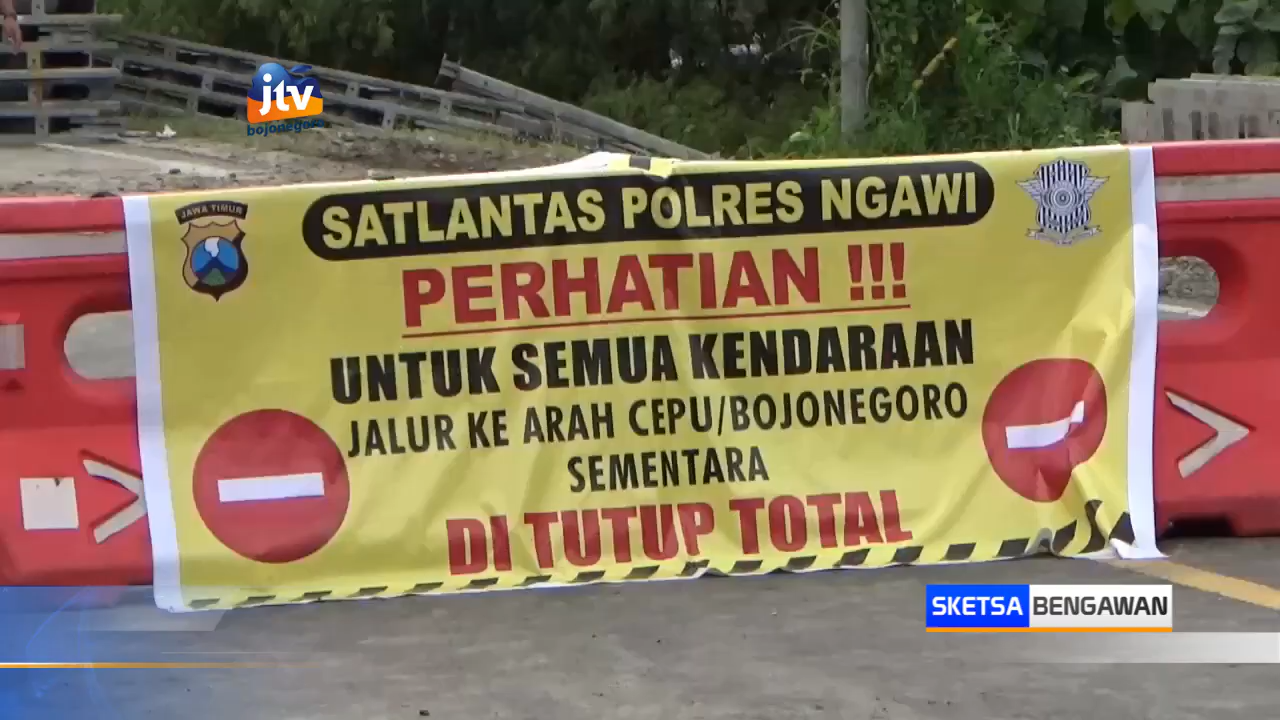 jtv
bojonegoro
JAWA TIMUR
SATLANTAS POLRES NGAWI
PERHATIAN !!!
UNTUK SEMUA KENDARAAN
JALUR KE ARAH CEPU/BOJONEGORO
SEMENTARA
DI TUTUP TOTAL
SKETSA BENGAWAN